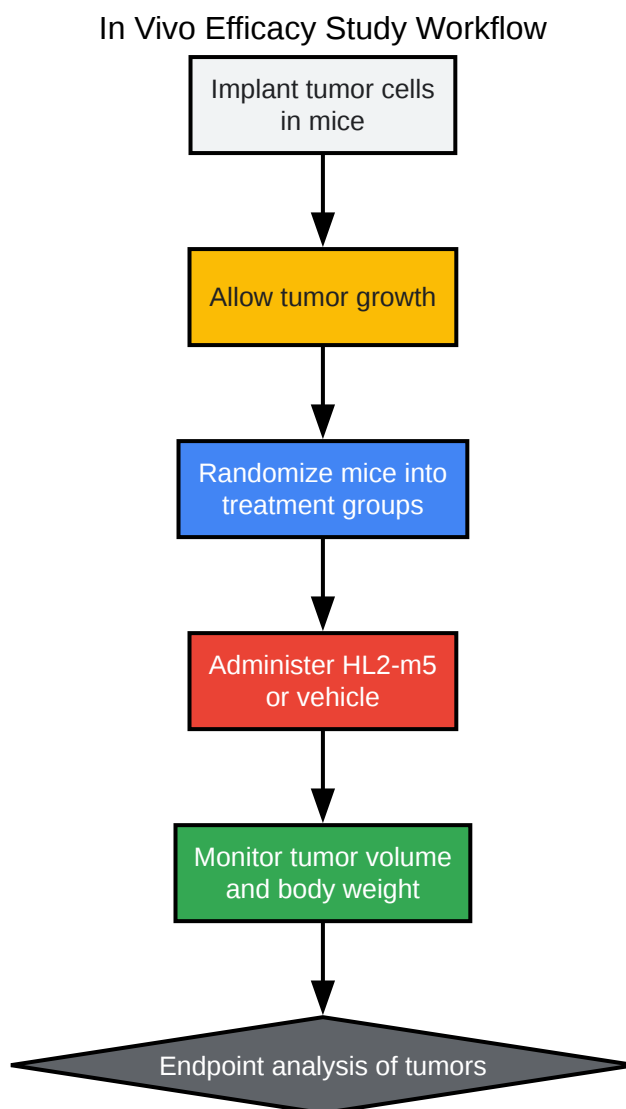 In Vivo Efficacy Study Workflow
Implant tumor cells
in mice
Allow tumor growth
Randomize mice into
treatment groups
Administer HL2-m5
or vehicle
Monitor tumor volume
and body weight
Endpoint analysis of tumors